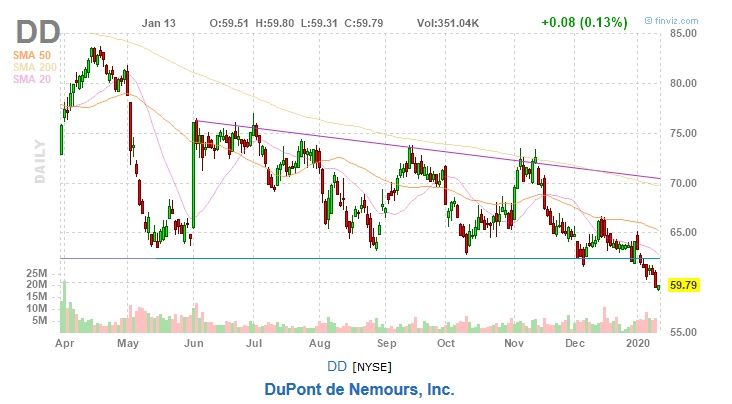 DD Jan 13 O:59.51 H:59.80 L:59.31 C:59.79 Vol:351.04K +0.08 (0.13%) © finviz.com
SMA 50
SMA 200
SMA 20
DAILY
85.00
80.00
75.00
70.00
65.00
59.79
55.00
25M
20M
15M
10M
5M
Apr May Jun Jul Aug Sep Oct Nov Dec 2020
DD [NYSE]
DuPont de Nemours, Inc.